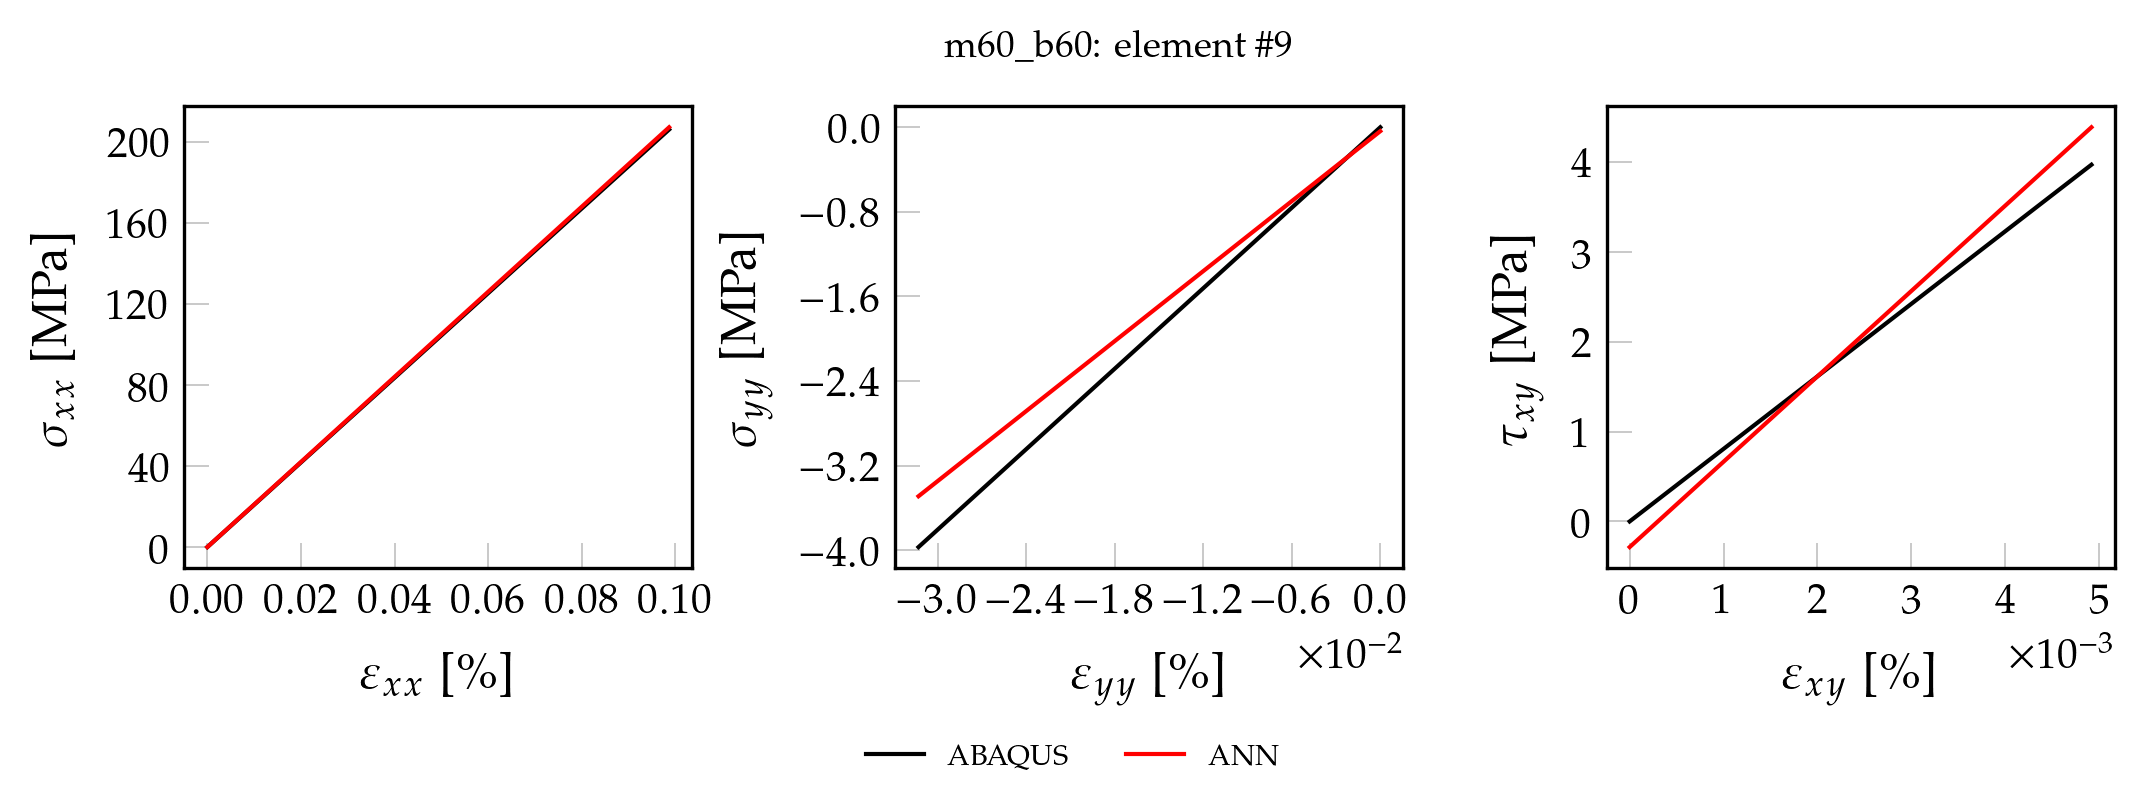 m60_b60: element #9
σxx [MPa]
200
160
120
80
40
0
0.00 0.02 0.04 0.06 0.08 0.10
εxx [%]
σyy [MPa]
0.0
−0.8
−1.6
−2.4
−3.2
−4.0
−3.0 −2.4 −1.8 −1.2 −0.6 0.0
×10−2
εyy [%]
τxy [MPa]
4
3
2
1
0
0 1 2 3 4 5
×10−3
εxy [%]
ABAQUS ANN